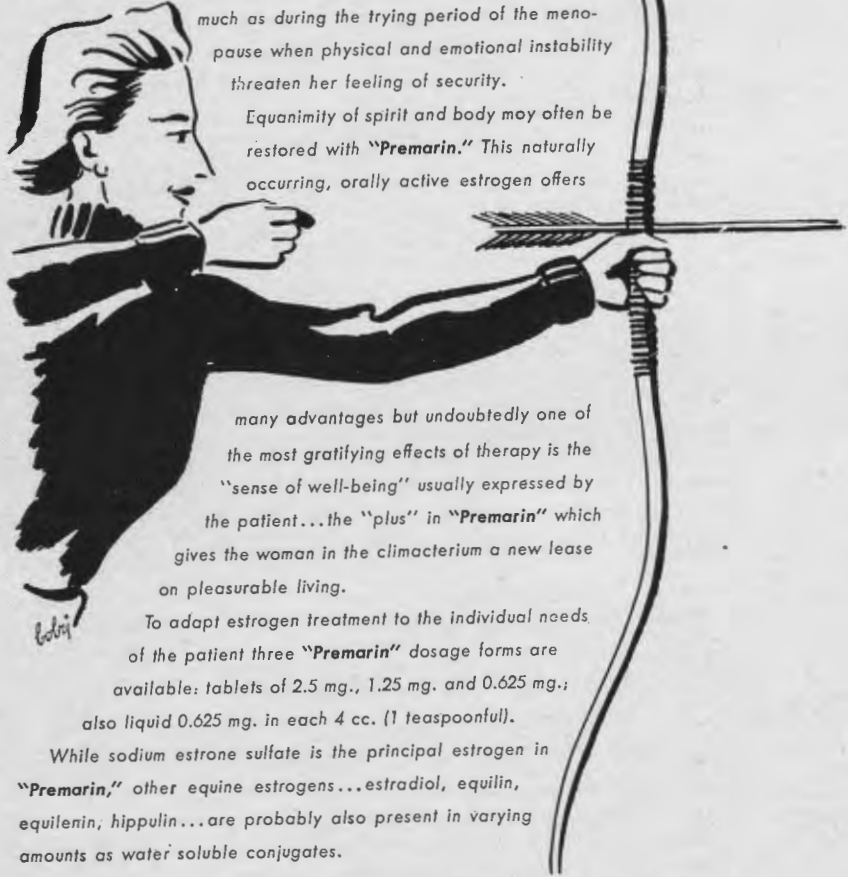 much as during the trying period of the meno-
pause when physical and emotional instability
threaten her feeling of security.
Equanimity of spirit and body moy often be
restored with "Premarin." This naturally
occurring, orally active estrogen offers
many advantages but undoubtedly one of
the most gratifying effects of therapy is the
"sense of well-being" usually expressed by
the patient...the "plus" in "Premarin" which
gives the woman in the climacterium a new lease
on pleasurable living.
bobri
To adapt estrogen treatment to the individual needs
of the patient three "Premarin" dosage forms are
available: tablets of 2.5 mg., 1.25 mg. and 0.625 mg.;
also liquid 0.625 mg. in each 4 cc. (1 teaspoonful).
While sodium estrone sulfate is the principal estrogen in
"Premarin," other equine estrogens...estradiol, equilin,
equilenin, hippulin...are probably also present in varying
amounts as water soluble conjugates.